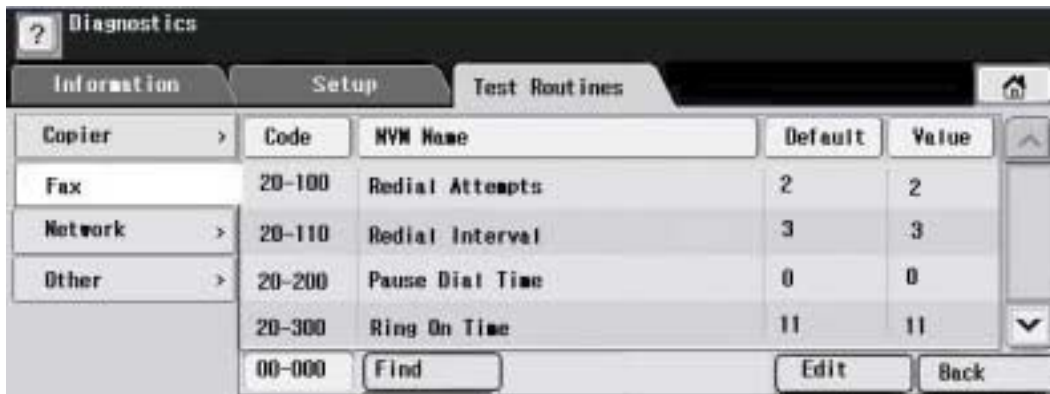 ? Diagnostics
Information Setup Test Routines
Copier > Code NVM Name Default Value
Fax 20-100 Redial Attempts 2 2
Network > 20-110 Redial Interval 3 3
Other > 20-200 Pause Dial Time 0 0
20-300 Ring On Time 11 11
00-000 Find Edit Back